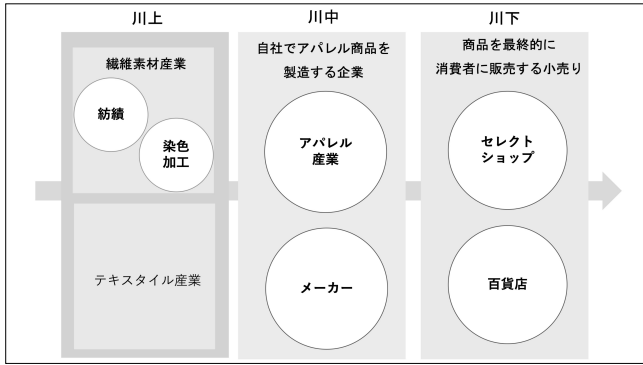 川上
繊維素材産業
紡績
染色
加工
テキスタイル産業
川中
自社でアパレル商品を
製造する企業
アパレル
産業
メーカー
川下
商品を最終的に
消費者に販売する小売り
セレクト
ショップ
百貨店